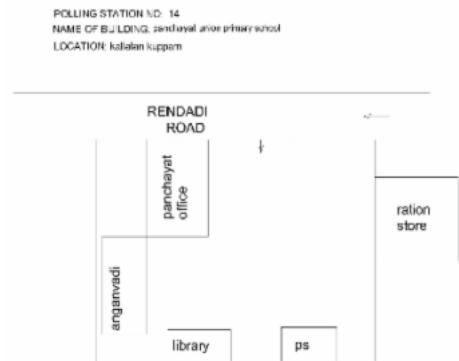 POLLING STATION NO: 14
NAME OF BUILDING: panchayat union primary school
LOCATION: kallalan kuppam
RENDADI
ROAD
panchayat
office
ration
store
anganvadi
library
ps